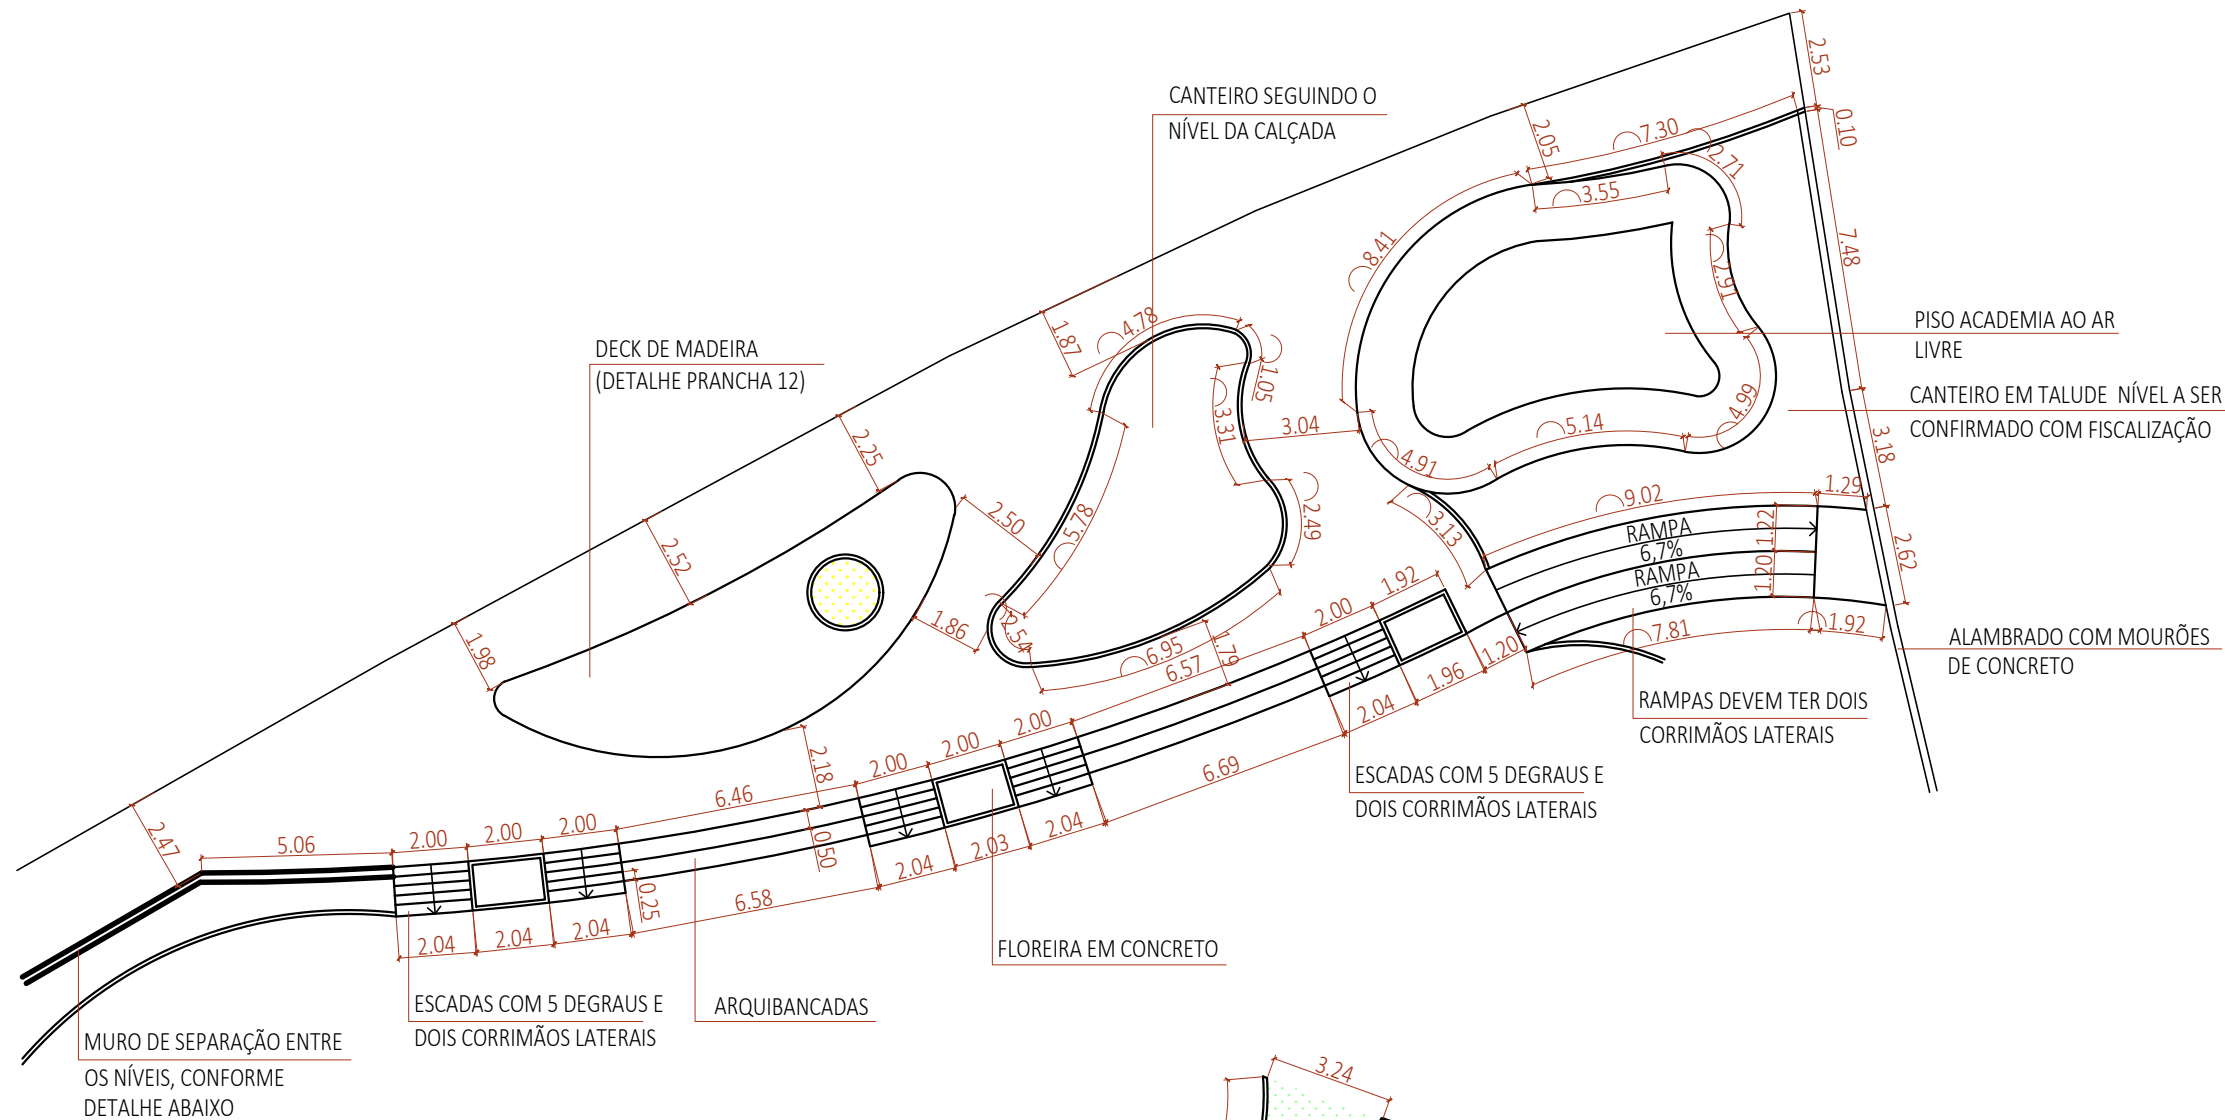 2.53
0.10
CANTEIRO SEGUINDO O
NÍVEL DA CALÇADA
2.05
7.30
2.71
3.55
8.41
7.48
2.91
PISO ACADEMIA AO AR
LIVRE
1.87
4.78
1.05
DECK DE MADEIRA
(DETALHE PRANCHA 12)
CANTEIRO EM TALUDE  NÍVEL A SER
CONFIRMADO COM FISCALIZAÇÃO
3.31
3.04
5.14
4.99
3.18
2.25
4.91
2.50
5.78
2.49
3.13
9.02
1.29
RAMPA
6,7%
1.22
RAMPA
6,7%
1.20
2.62
2.52
1.98
1.86
2.54
6.95
1.79
6.57
2.00
1.92
1.20
7.81
1.92
ALAMBRADO COM MOURÕES
DE CONCRETO
RAMPAS DEVEM TER DOIS
CORRIMÃOS LATERAIS
2.04
1.96
2.18
2.00
2.00
2.00
6.69
ESCADAS COM 5 DEGRAUS E
DOIS CORRIMÃOS LATERAIS
2.47
5.06
2.00
2.00
2.00
6.46
0.50
2.04
2.03
2.04
0.25
6.58
2.04
2.04
2.04
FLOREIRA EM CONCRETO
ESCADAS COM 5 DEGRAUS E
DOIS CORRIMÃOS LATERAIS
ARQUIBANCADAS
MURO DE SEPARAÇÃO ENTRE
OS NÍVEIS, CONFORME
DETALHE ABAIXO
3.24